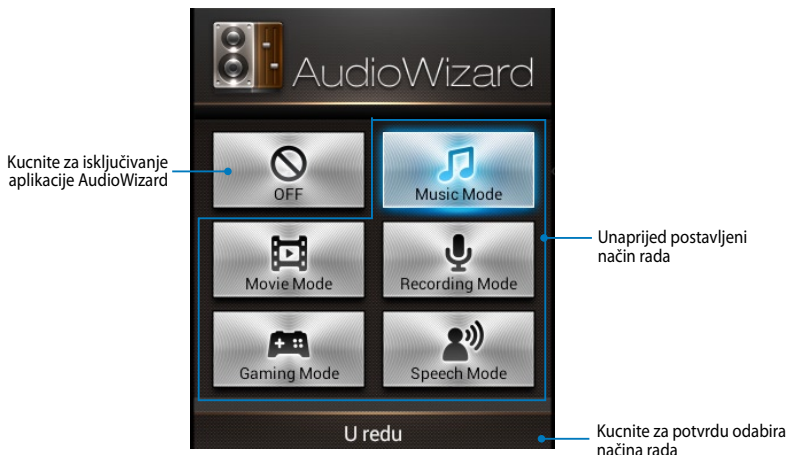 AudioWizard
Kucnite za isključivanje
aplikacije AudioWizard
OFF
Music Mode
Unaprijed postavljeni
način rada
Movie Mode
Recording Mode
Gaming Mode
Speech Mode
U redu
Kucnite za potvrdu odabira
načina rada